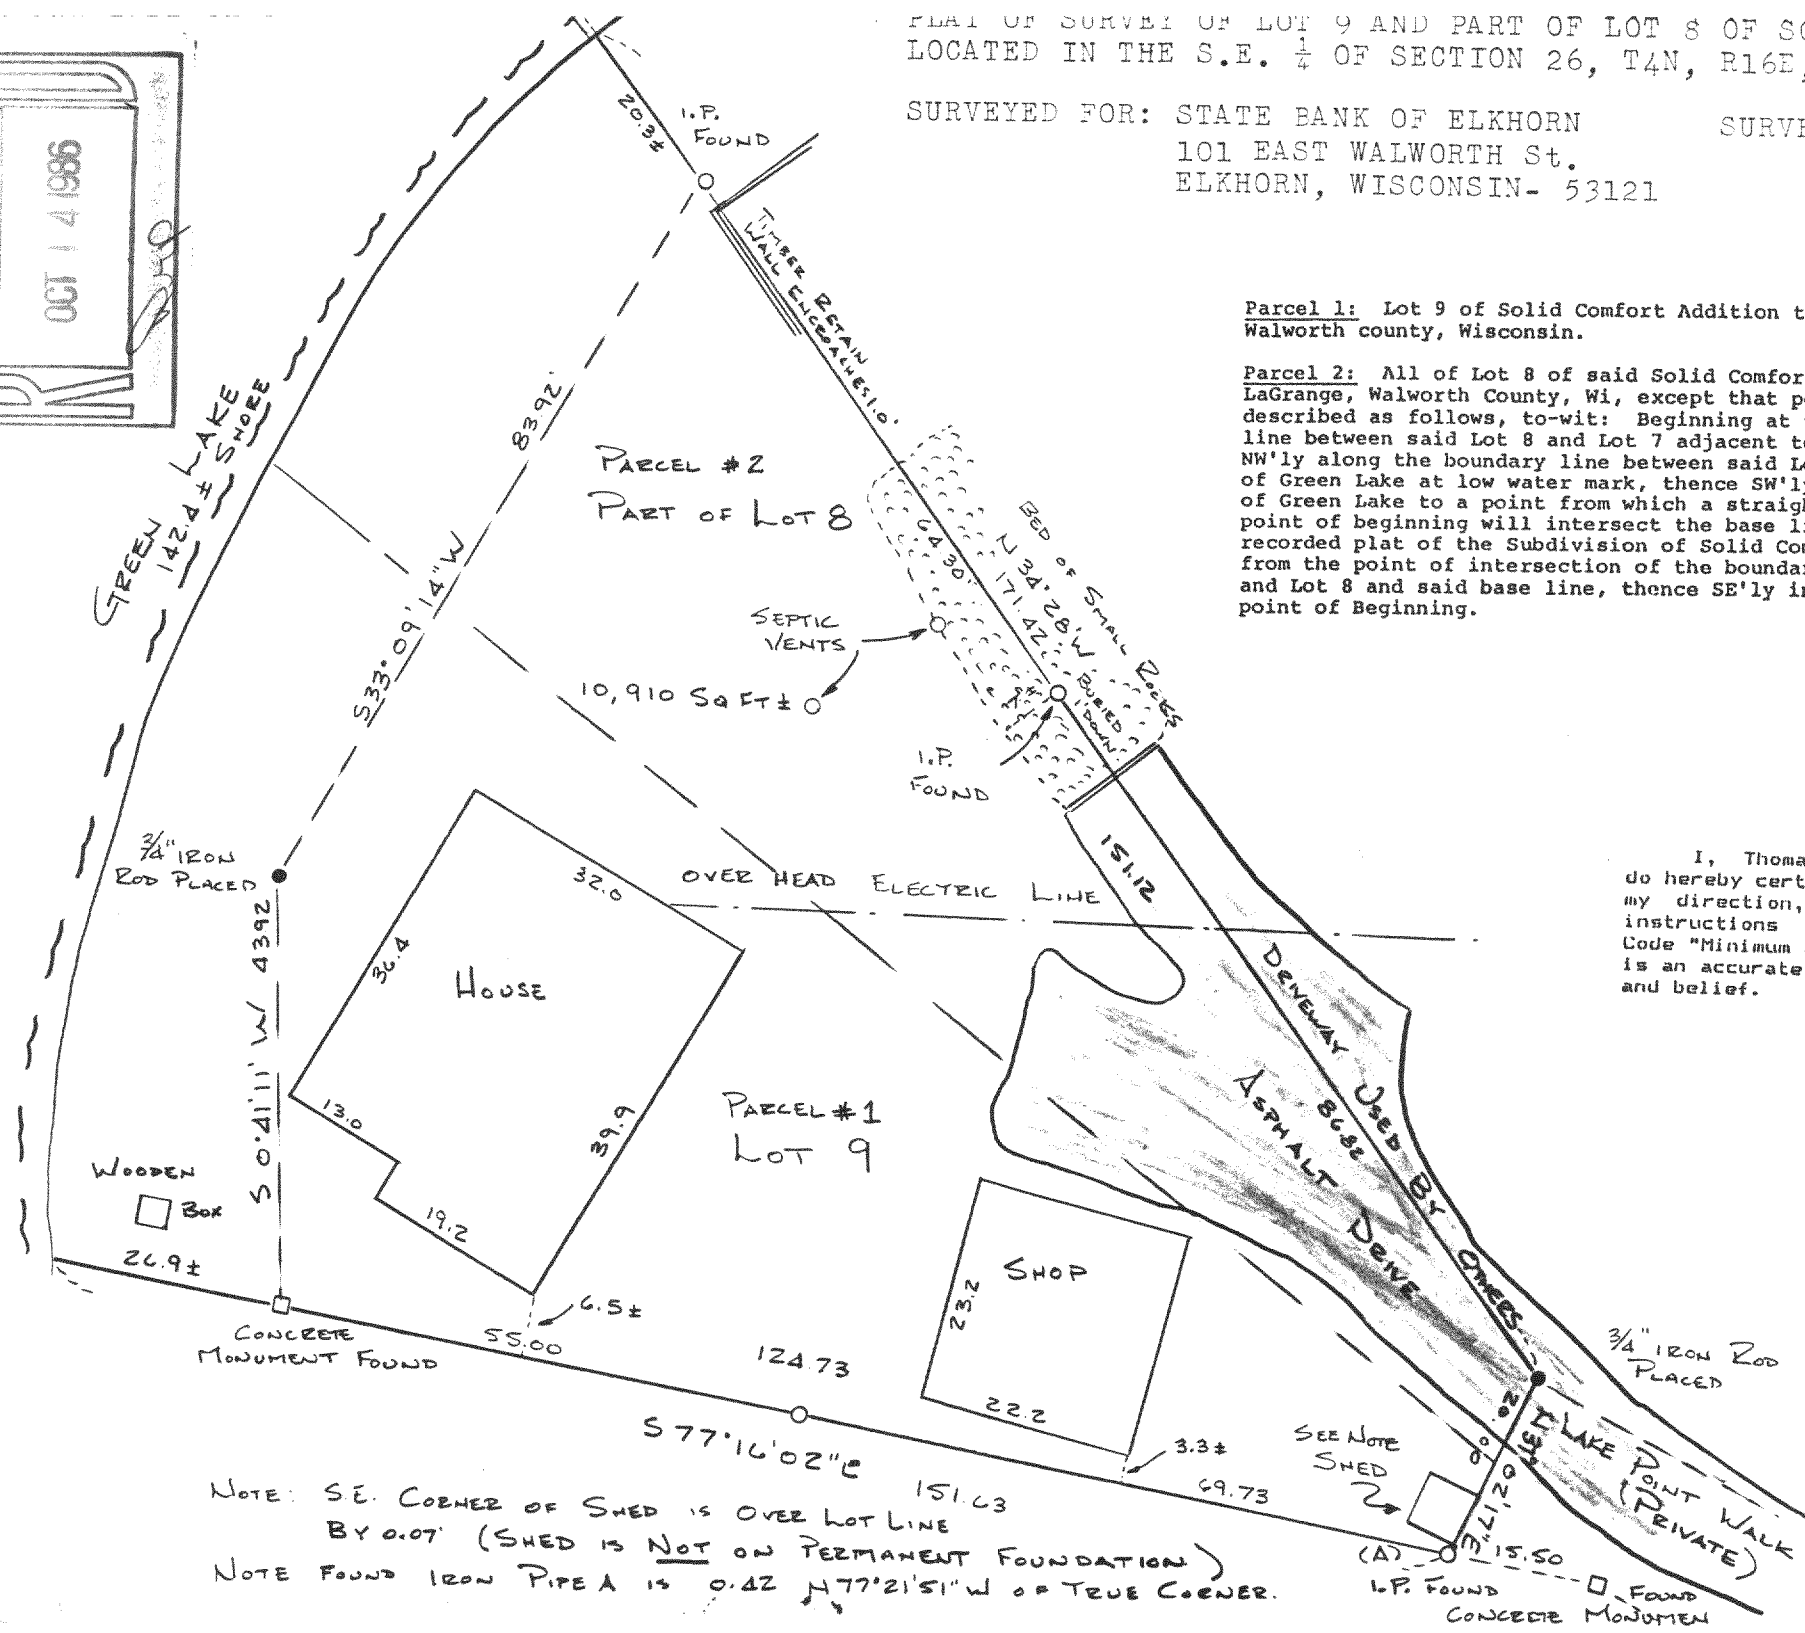 PLAT OF SURVEY OF LOT 9 AND PART OF LOT 8 OF SO
LOCATED IN THE S.E. 1/4 OF SECTION 26, T4N, R16E,
SURVEYED FOR: STATE BANK OF ELKHORN
SURVE
101 EAST WALWORTH St.
ELKHORN, WISCONSIN- 53121
OCT 14 1986
20.3±
I.P.
FOUND
TIMBER RETAIN
WALL ENCROACHES 1.0'
Parcel 1: Lot 9 of Solid Comfort Addition t
Walworth county, Wisconsin.
Parcel 2: All of Lot 8 of said Solid Comfor
LaGrange, Walworth County, Wi, except that p
described as follows, to-wit: Beginning at
line between said Lot 8 and Lot 7 adjacent t
NW'ly along the boundary line between said L
of Green Lake at low water mark, thence SW'l
of Green Lake to a point from which a straig
point of beginning will intersect the base l
recorded plat of the Subdivision of Solid Co
from the point of intersection of the bounda
and Lot 8 and said base line, thence SE'ly i
point of Beginning.
GREEN LAKE
142.4± SHORE
83.92'
S33°09'14"W
PARCEL #2
PART OF LOT 8
64.30'
BED OF SMALL ROCKS
N 34°28' W
171.42
SEPTIC
VENTS
10,910 SQ FT±
BURIED
1' DOWN
I.P.
FOUND
3/4" IRON
ROD PLACED
32.0
OVER HEAD ELECTRIC LINE
151.12
I, Thoma
do hereby cert
my direction,
instructions
Code "Minimum
is an accurate
and belief.
S 0°41'11" W 43.92
36.4
HOUSE
DRIVEWAY USED BY OTHERS
86.82
ASPHALT DRIVE
13.0
39.9
PARCEL #1
LOT 9
WOODEN
BOX
19.2
26.9±
SHOP
23.2
6.5±
CONCRETE
MONUMENT FOUND
55.00
124.73
22.2
3/4" IRON ROD
PLACED
S 77°16'02"E
3.3±
SEE NOTE
SHED
20.00
LAKE POINT WALK
(PRIVATE)
151.63
69.73
NOTE: S.E. CORNER OF SHED IS OVER LOT LINE
BY 0.07' (SHED IS NOT ON PERMANENT FOUNDATION)
NOTE FOUND IRON PIPE A IS 0.42 N77°21'51"W OF TRUE CORNER.
(A)
15.50
I.P. FOUND
FOUND
CONCRETE MONUMEN